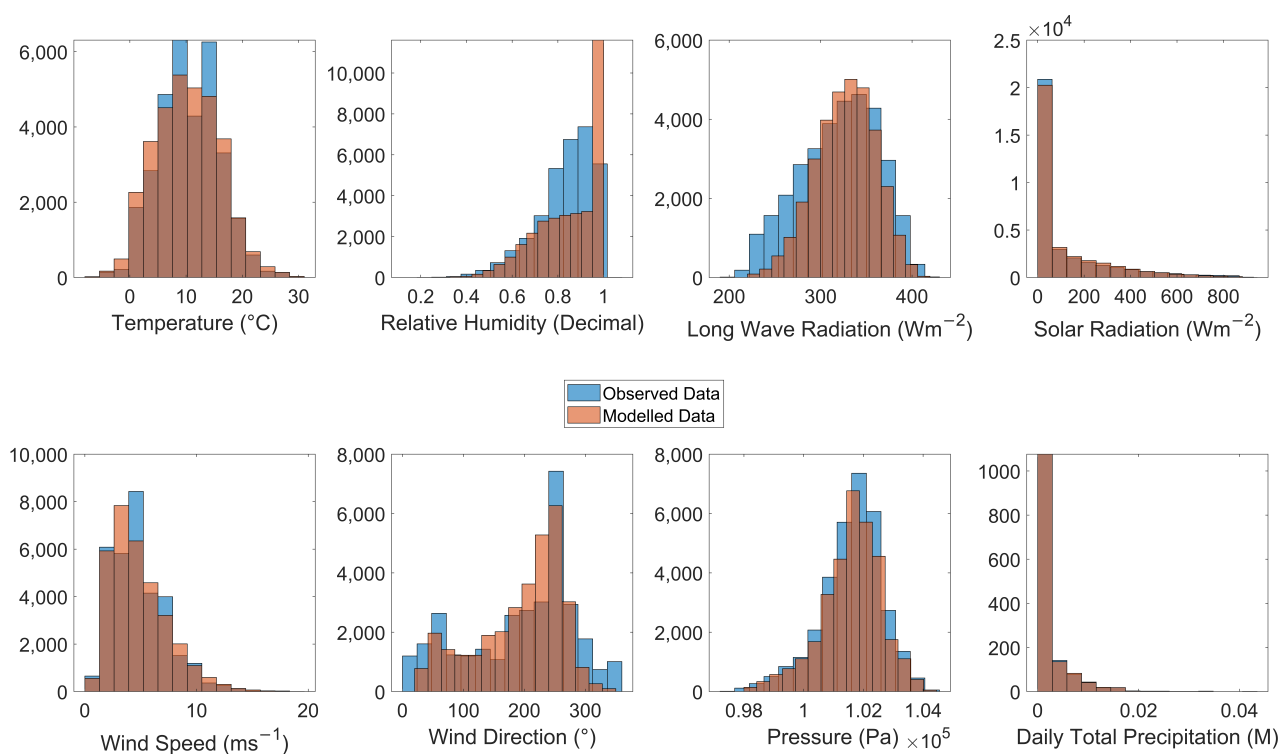 6,000
4,000
2,000
0
0 10 20 30
Temperature (°C)
10,000
8,000
6,000
4,000
2,000
0
0.2 0.4 0.6 0.8 1
Relative Humidity (Decimal)
6,000
4,000
2,000
0
200 300 400
Long Wave Radiation (Wm−2)
×10^4
2.5
2
1.5
1
0.5
0
0 200 400 600 800
Solar Radiation (Wm−2)
Observed Data
Modelled Data
10,000
8,000
6,000
4,000
2,000
0
0 10 20
Wind Speed (ms−1)
8,000
6,000
4,000
2,000
0
0 100 200 300
Wind Direction (°)
8,000
6,000
4,000
2,000
0
0.98 1 1.02 1.04
Pressure (Pa) ×10^5
1000
800
600
400
200
0
0 0.02 0.04
Daily Total Precipitation (M)